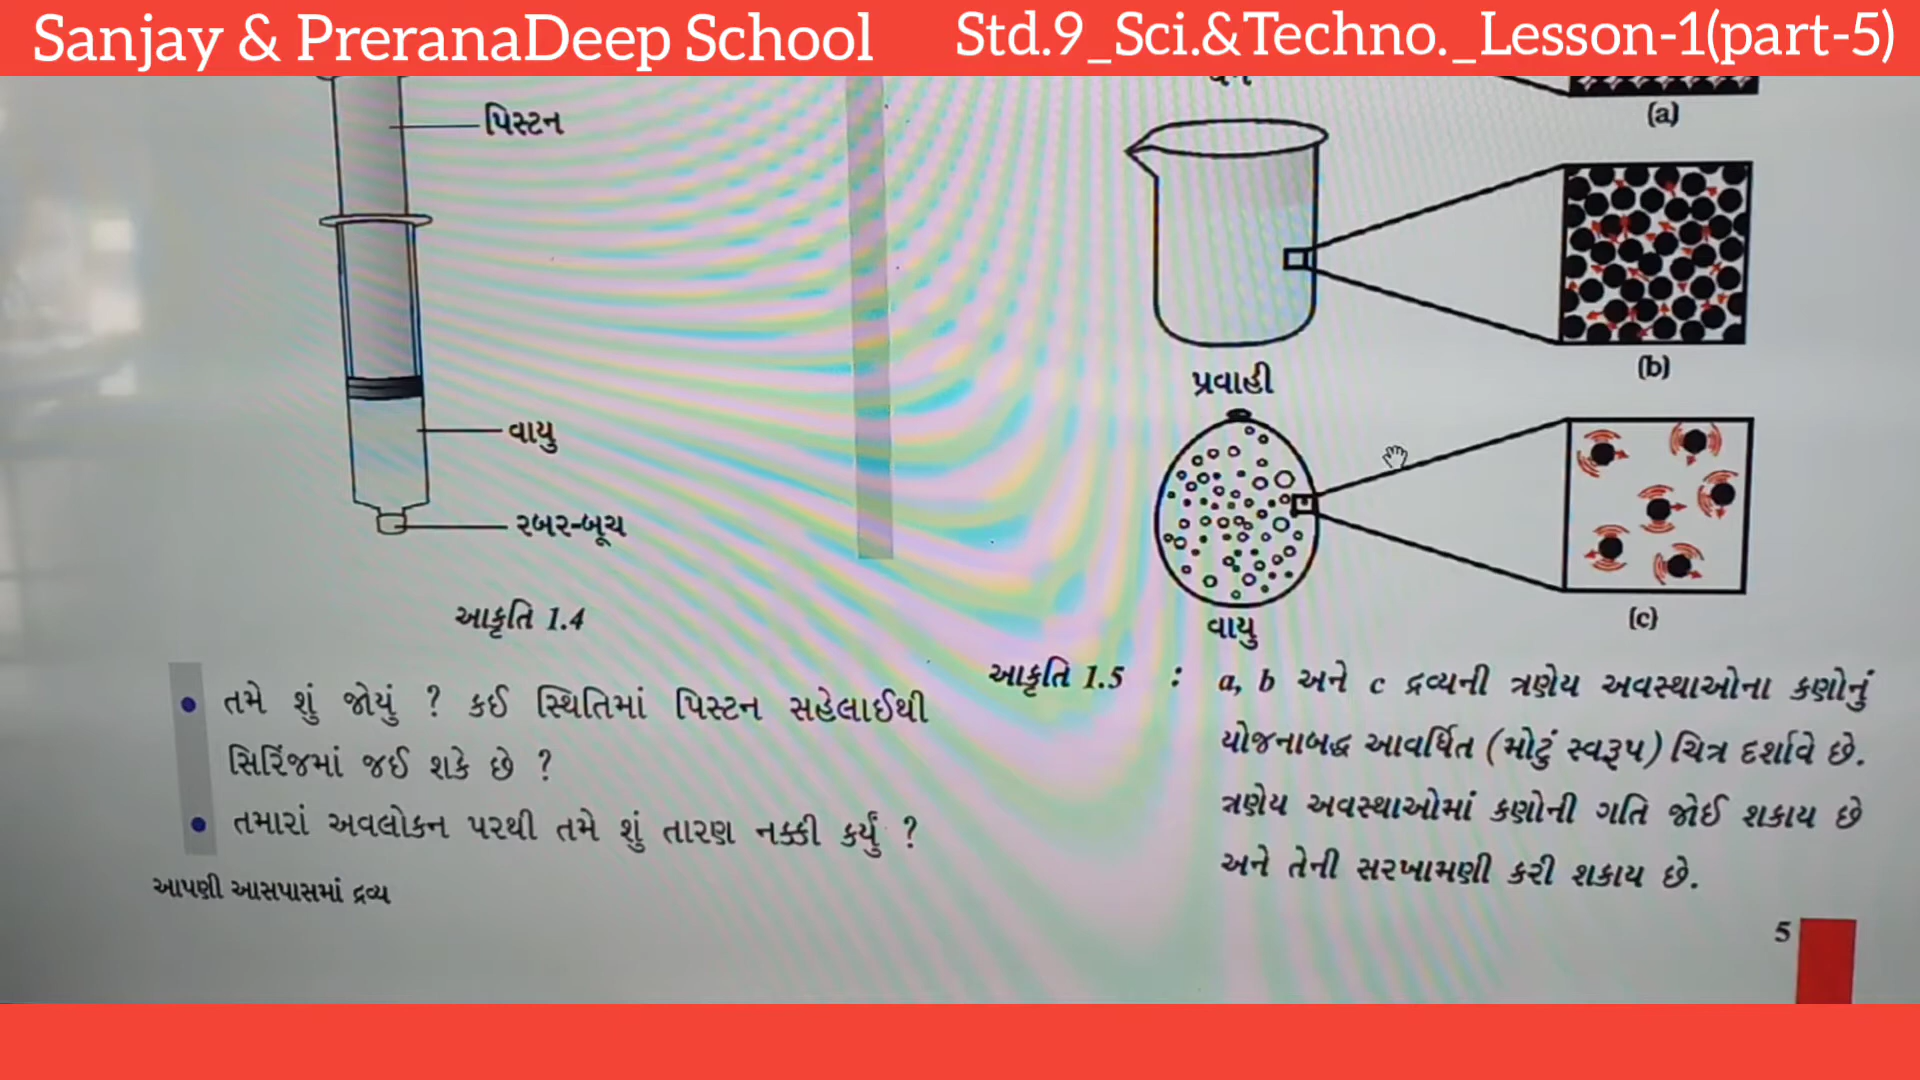 Sanjay & PreranaDeep School
Std.9_Sci.&Techno._Lesson-1(part-5)
પિસ્ટન
વાયુ
રબર-બૂચ
આકૃતિ 1.4
• તમે શું જોયું ? કઈ સ્થિતિમાં પિસ્ટન સહેલાઈથી
સિરિંજમાં જઈ શકે છે ?
• તમારાં અવલોકન પરથી તમે શું તારણ નક્કી કર્યું ?
આપણી આસપાસમાં દ્રવ્ય
(a)
(b)
પ્રવાહી
(c)
વાયુ
આકૃતિ 1.5 : a, b અને c દ્રવ્યની ત્રણેય અવસ્થાઓના કણોનું
યોજનાબદ્ધ આવર્ધિત (મોટું સ્વરૂપ) ચિત્ર દર્શાવે છે.
ત્રણેય અવસ્થાઓમાં કણોની ગતિ જોઈ શકાય છે
અને તેની સરખામણી કરી શકાય છે.
5